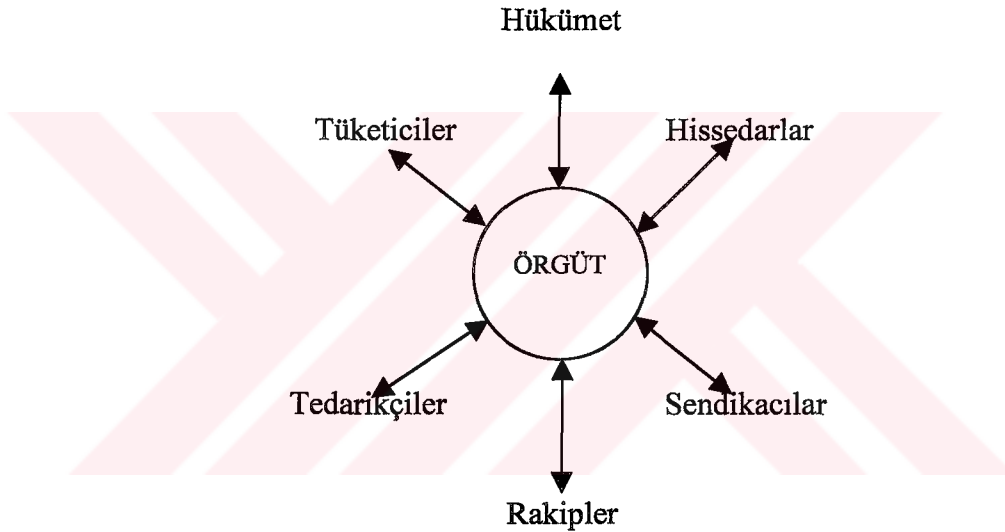 Hükümet
Tüketiciler
Hissedarlar
ÖRGÜT
Tedarikçiler
Sendikacılar
Rakipler